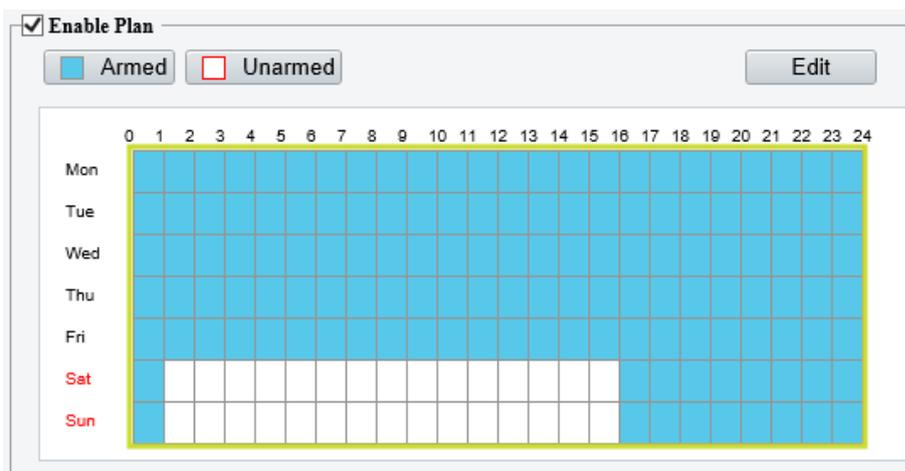 Enable Plan
Armed Unarmed Edit
0 1 2 3 4 5 6 7 8 9 10 11 12 13 14 15 16 17 18 19 20 21 22 23 24
Mon
Tue
Wed
Thu
Fri
Sat
Sun